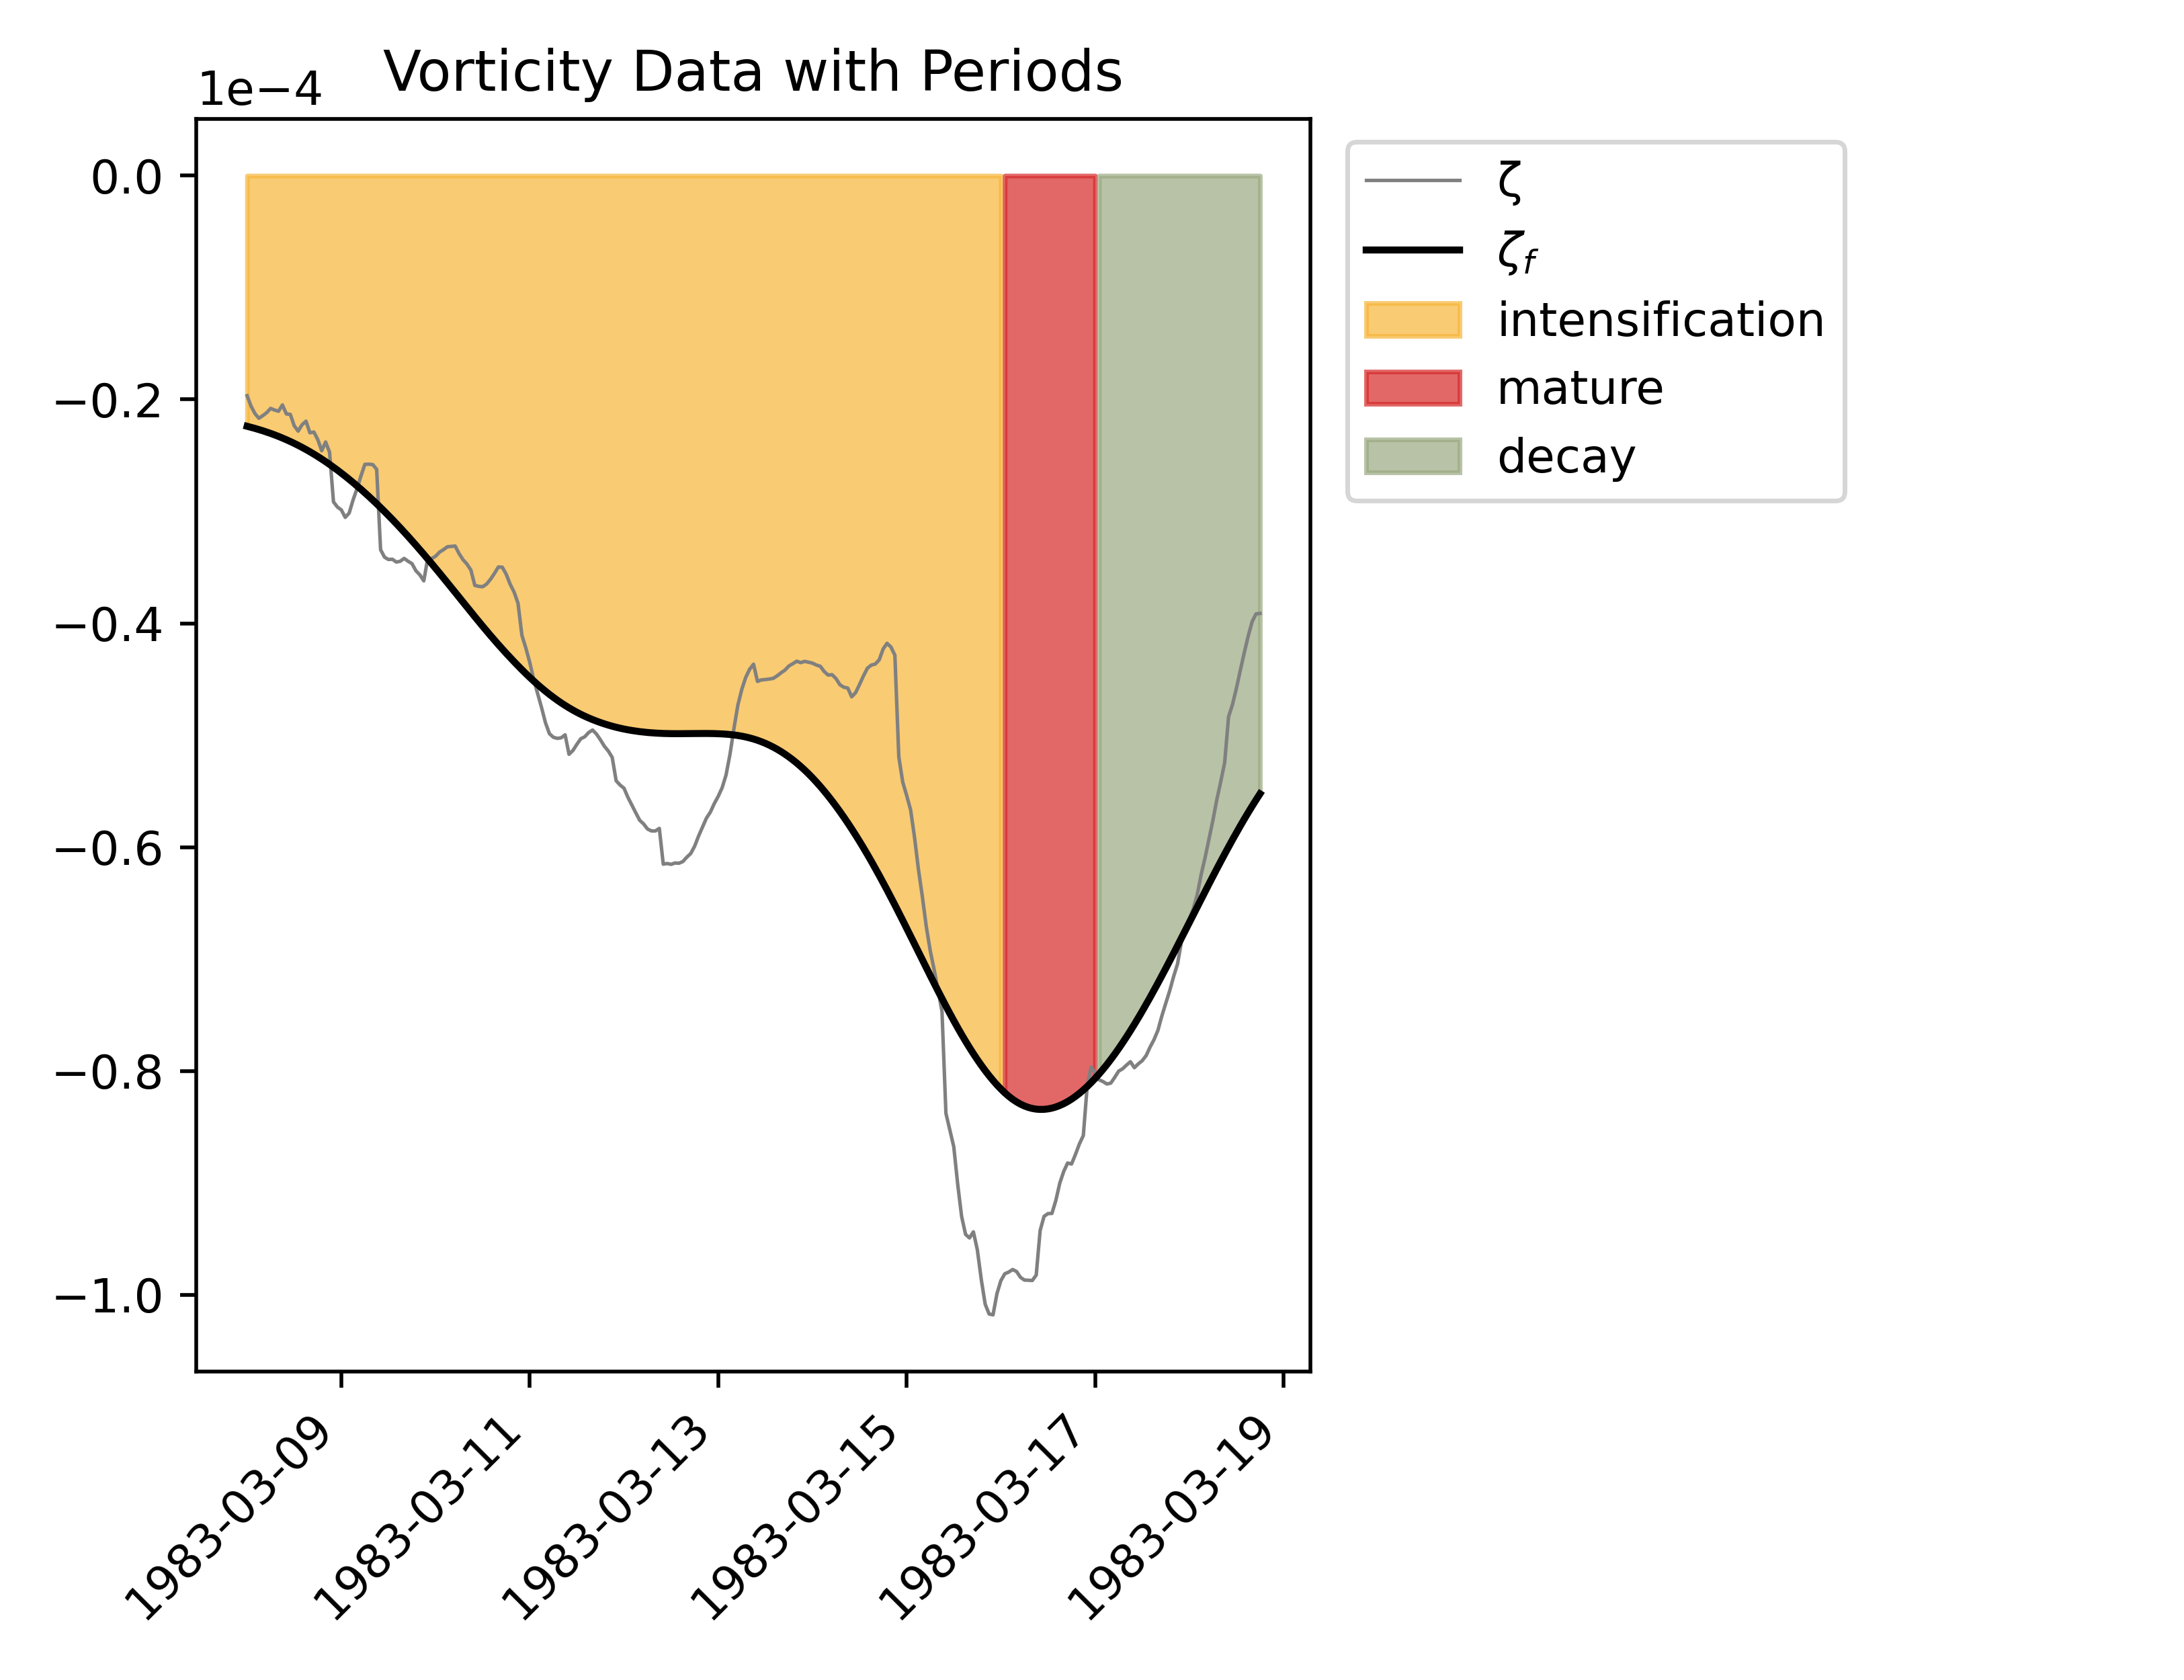 Vorticity Data with Periods
1e−4
0.0
−0.2
−0.4
−0.6
−0.8
−1.0
1983-03-09
1983-03-11
1983-03-13
1983-03-15
1983-03-17
1983-03-19
ζ
ζf
intensification
mature
decay